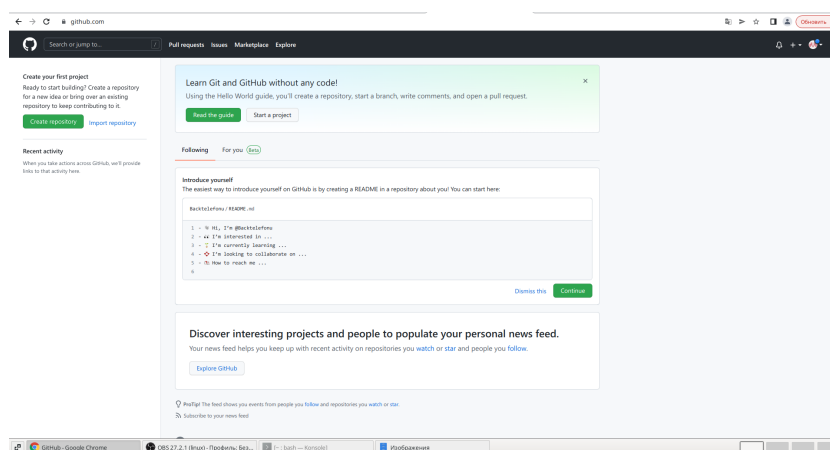 github.com
Обновить
Search or jump to...
/
Pull requests Issues Marketplace Explore
Create your first project
Ready to start building? Create a repository
for a new idea or bring over an existing
repository to keep contributing to it.
Create repository
Import repository
Recent activity
When you take actions across GitHub, we'll provide
links to that activity here.
Learn Git and GitHub without any code!
Using the Hello World guide, you'll create a repository, start a branch, write comments, and open a pull request.
Read the guide
Start a project
Following
For you Beta
Introduce yourself
The easiest way to introduce yourself on GitHub is by creating a README in a repository about you! You can start here:
Backtelefonu / README.md
1 - 👋 Hi, I'm @Backtelefonu
2 - 👀 I'm interested in ...
3 - 🌱 I'm currently learning ...
4 - 💞️ I'm looking to collaborate on ...
5 - 📫 How to reach me ...
6
Dismiss this
Continue
Discover interesting projects and people to populate your personal news feed.
Your news feed helps you keep up with recent activity on repositories you watch or star and people you follow.
Explore GitHub
ProTip! The feed shows you events from people you follow and repositories you watch or star.
Subscribe to your news feed
GitHub - Google Chrome
OBS 27.2.1 (linux) - Профиль: Без...
[~ : bash — Konsole]
Изображения